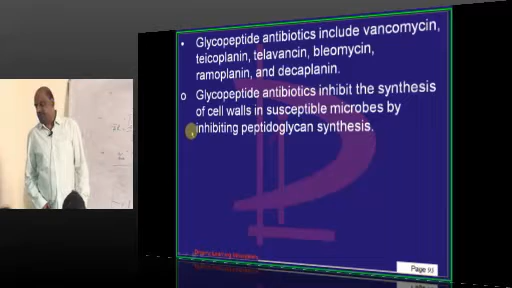 • Glycopeptide antibiotics include vancomycin,
teicoplanin, telavancin, bleomycin,
ramoplanin, and decaplanin.
o Glycopeptide antibiotics inhibit the synthesis
of cell walls in susceptible microbes by
inhibiting peptidoglycan synthesis.
Page 93